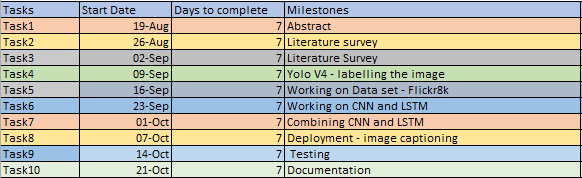 Tasks Start Date Days to complete Milestones
Task1 19-Aug 7 Abstract
Task2 26-Aug 7 Literature survey
Task3 02-Sep 7 Literature Survey
Task4 09-Sep 7 Yolo V4 - labelling the image
Task5 16-Sep 7 Working on Data set - Flickr8k
Task6 23-Sep 7 Working on CNN and LSTM
Task7 01-Oct 7 Combining CNN and LSTM
Task8 07-Oct 7 Deployment - image captioning
Task9 14-Oct 7 Testing
Task10 21-Oct 7 Documentation